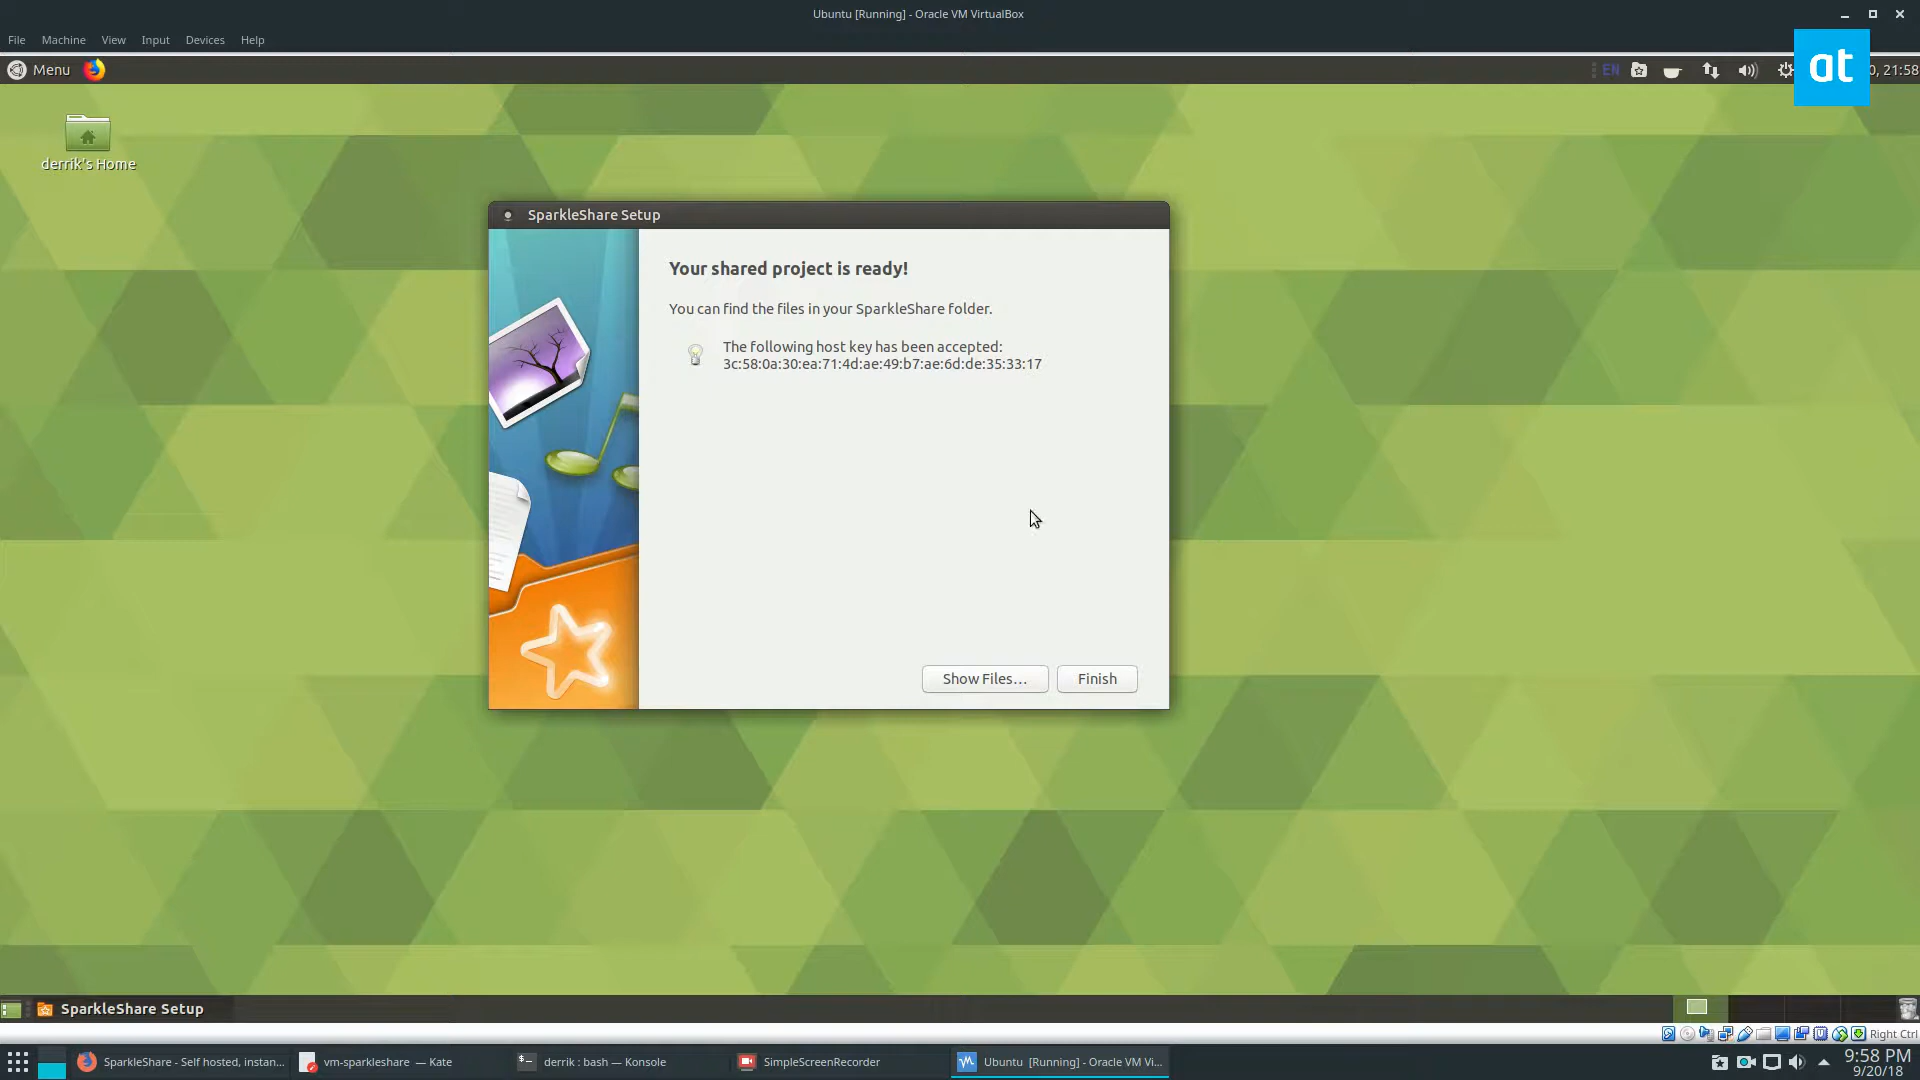 Ubuntu [Running] - Oracle VM VirtualBox
File Machine View Input Devices Help
Menu
EN
0, 21:58
at
derrik's Home
SparkleShare Setup
Your shared project is ready!
You can find the files in your SparkleShare folder.
The following host key has been accepted:
3c:58:0a:30:ea:71:4d:ae:49:b7:ae:6d:de:35:33:17
Show Files...
Finish
SparkleShare Setup
Right Ctrl
SparkleShare - Self hosted, instan...
vm-sparkleshare — Kate
derrik : bash — Konsole
SimpleScreenRecorder
Ubuntu [Running] - Oracle VM Vi...
9:58 PM
9/20/18